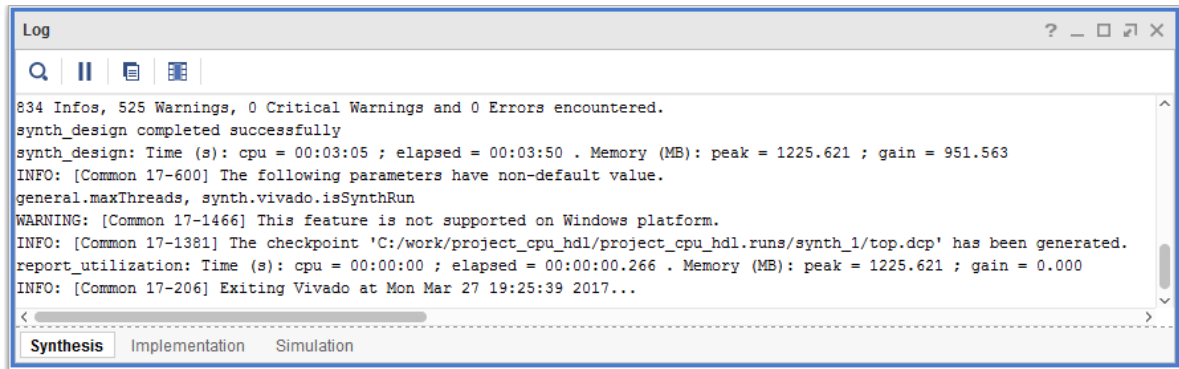 Log
834 Infos, 525 Warnings, 0 Critical Warnings and 0 Errors encountered.
synth_design completed successfully
synth_design: Time (s): cpu = 00:03:05 ; elapsed = 00:03:50 . Memory (MB): peak = 1225.621 ; gain = 951.563
INFO: [Common 17-600] The following parameters have non-default value.
general.maxThreads, synth.vivado.isSynthRun
WARNING: [Common 17-1466] This feature is not supported on Windows platform.
INFO: [Common 17-1381] The checkpoint 'C:/work/project_cpu_hdl/project_cpu_hdl.runs/synth_1/top.dcp' has been generated.
report_utilization: Time (s): cpu = 00:00:00 ; elapsed = 00:00:00.266 . Memory (MB): peak = 1225.621 ; gain = 0.000
INFO: [Common 17-206] Exiting Vivado at Mon Mar 27 19:25:39 2017...
Synthesis Implementation Simulation